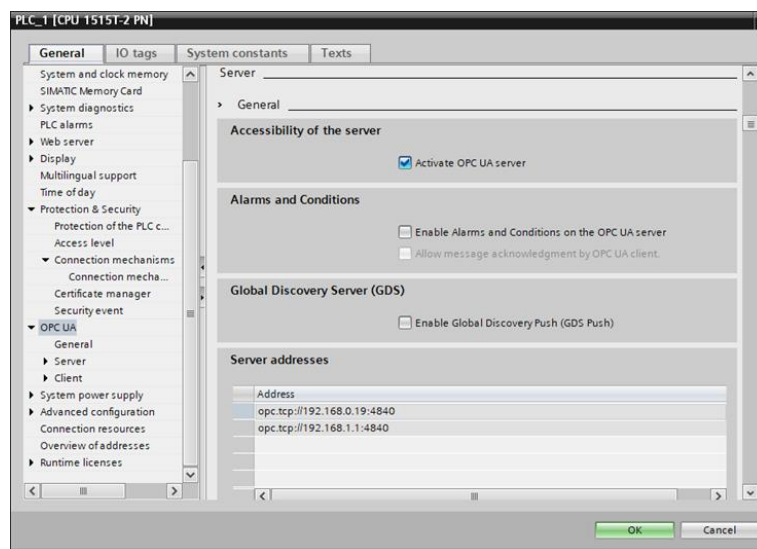 PLC_1 [CPU 1515T-2 PN]
General IO tags System constants Texts
System and clock memory
SIMATIC Memory Card
System diagnostics
PLC alarms
Web server
Display
Multilingual support
Time of day
Protection & Security
Protection of the PLC c...
Access level
Connection mechanisms
Connection mecha...
Certificate manager
Security event
OPC UA
General
Server
Client
System power supply
Advanced configuration
Connection resources
Overview of addresses
Runtime licenses
Server
General
Accessibility of the server
Activate OPC UA server
Alarms and Conditions
Enable Alarms and Conditions on the OPC UA server
Allow message acknowledgment by OPC UA client.
Global Discovery Server (GDS)
Enable Global Discovery Push (GDS Push)
Server addresses
Address
opc.tcp://192.168.0.19:4840
opc.tcp://192.168.1.1:4840
OK Cancel